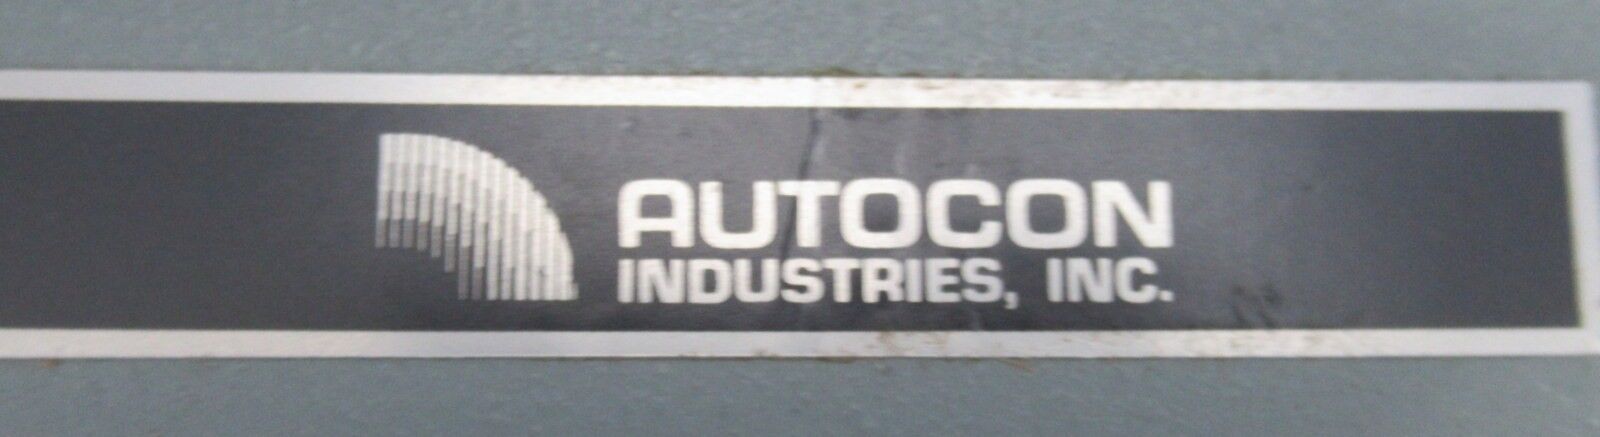 AUTOCON
INDUSTRIES, INC.